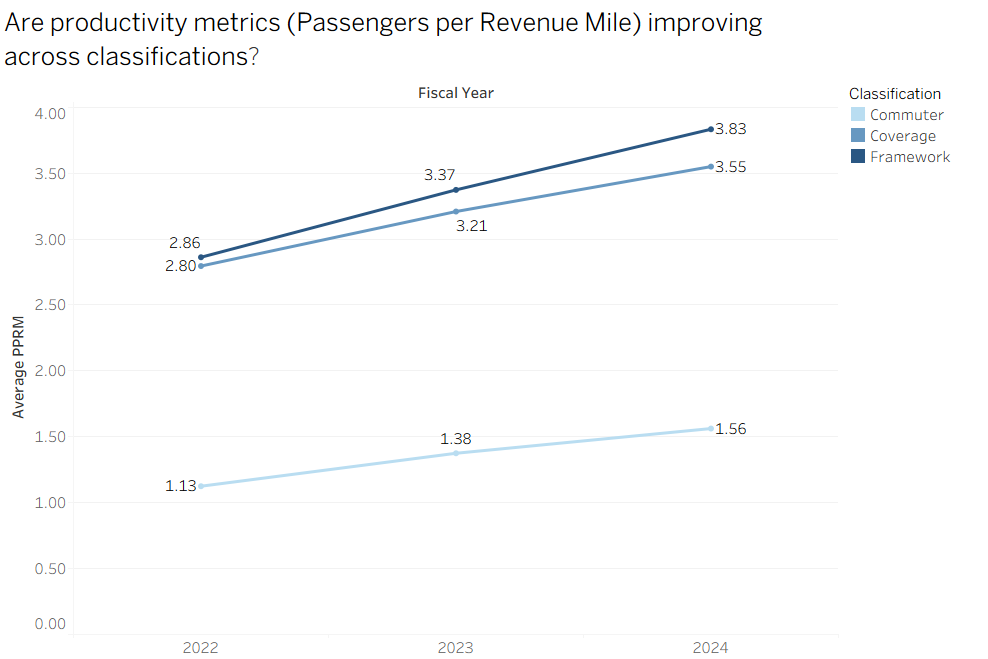 Are productivity metrics (Passengers per Revenue Mile) improving
across classifications?
Fiscal Year
Classification
Commuter
Coverage
Framework
Average PPRM
4.00
3.50
3.00
2.50
2.00
1.50
1.00
0.50
0.00
2.86
3.37
3.83
2.80
3.21
3.55
1.13
1.38
1.56
2022
2023
2024